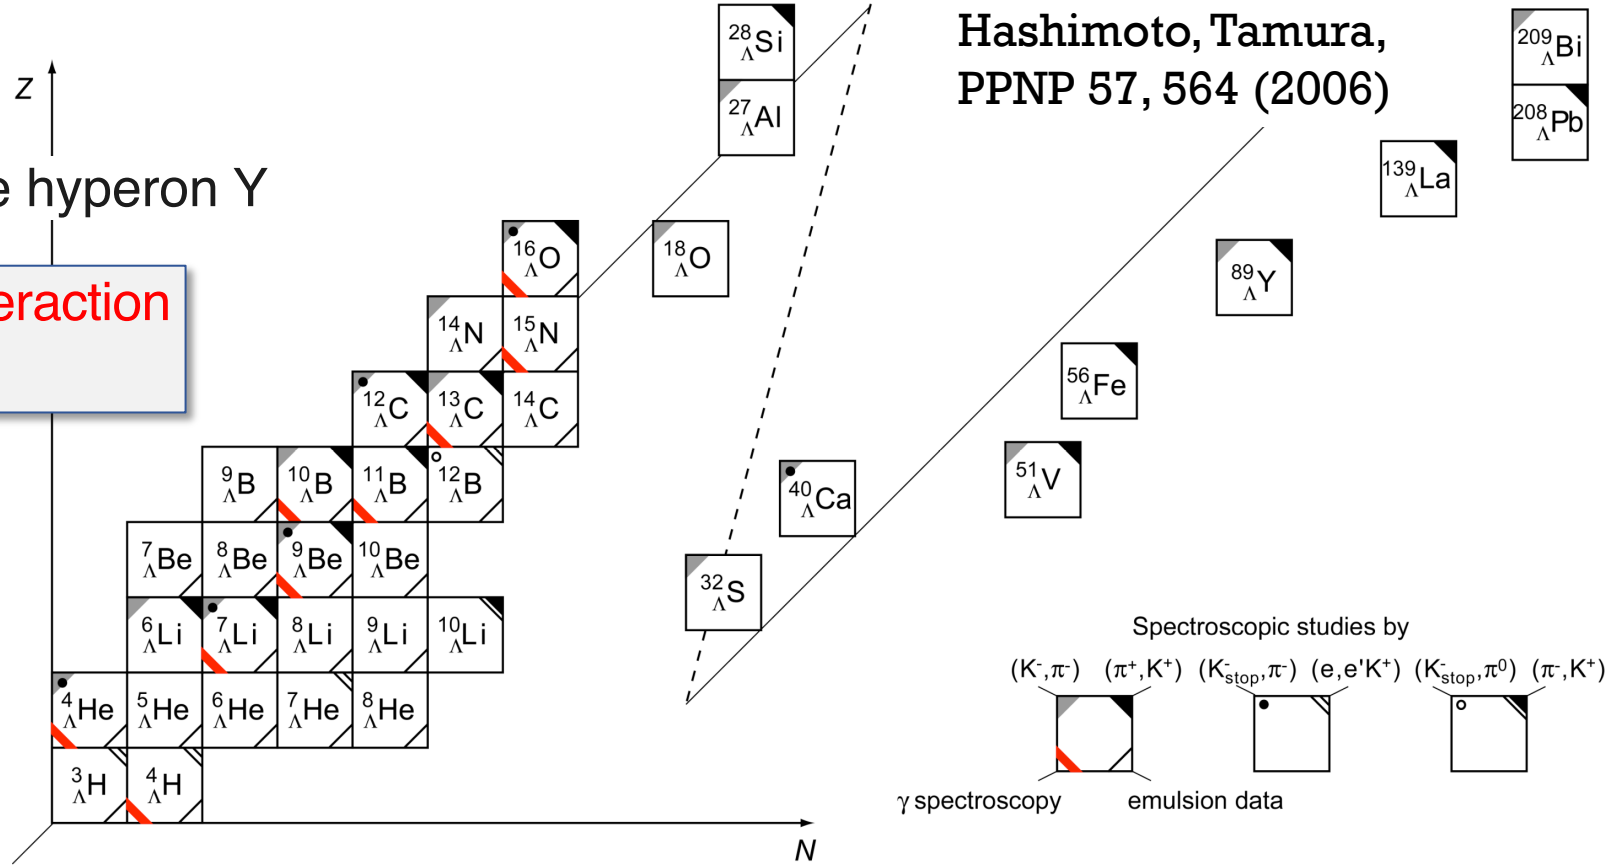 Hashimoto, Tamura,
PPNP 57, 564 (2006)
Z
e hyperon Y
eraction
²⁸ΛSi
²⁷ΛAl
²⁰⁹ΛBi
²⁰⁸ΛPb
¹³⁹ΛLa
¹⁶ΛO
¹⁸ΛO
⁸⁹ΛY
¹⁴ΛN ¹⁵ΛN
⁵⁶ΛFe
¹²ΛC ¹³ΛC ¹⁴ΛC
⁵¹ΛV
⁹ΛB ¹⁰ΛB ¹¹ΛB ¹²ΛB
⁴⁰ΛCa
⁷ΛBe ⁸ΛBe ⁹ΛBe ¹⁰ΛBe
³²ΛS
⁶ΛLi ⁷ΛLi ⁸ΛLi ⁹ΛLi ¹⁰ΛLi
⁴ΛHe ⁵ΛHe ⁶ΛHe ⁷ΛHe ⁸ΛHe
³ΛH ⁴ΛH
N
Spectroscopic studies by
(K⁻,π⁻) (π⁺,K⁺) (K⁻stop,π⁻) (e,e'K⁺) (K⁻stop,π⁰) (π⁻,K⁺)
γ spectroscopy emulsion data